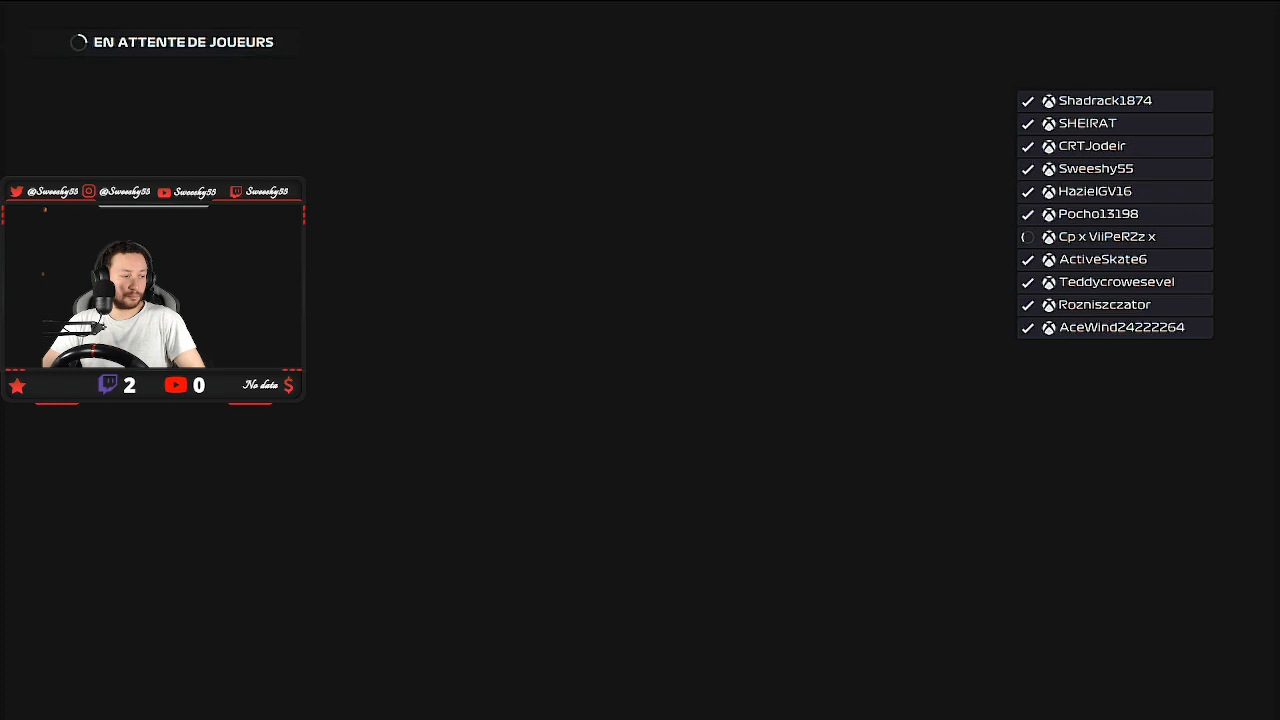 EN ATTENTE DE JOUEURS
Shadrack1874
SHEIRAT
CRTJodeir
Sweeshy55
HazielGV16
Pocho13198
Cp x ViiPeRZz x
ActiveSkate6
Teddycrowesevel
Rozniszczator
AceWind24222264
@Sweeshy55 @Sweeshy55 Sweeshy55 Sweeshy55
2 0 No data $